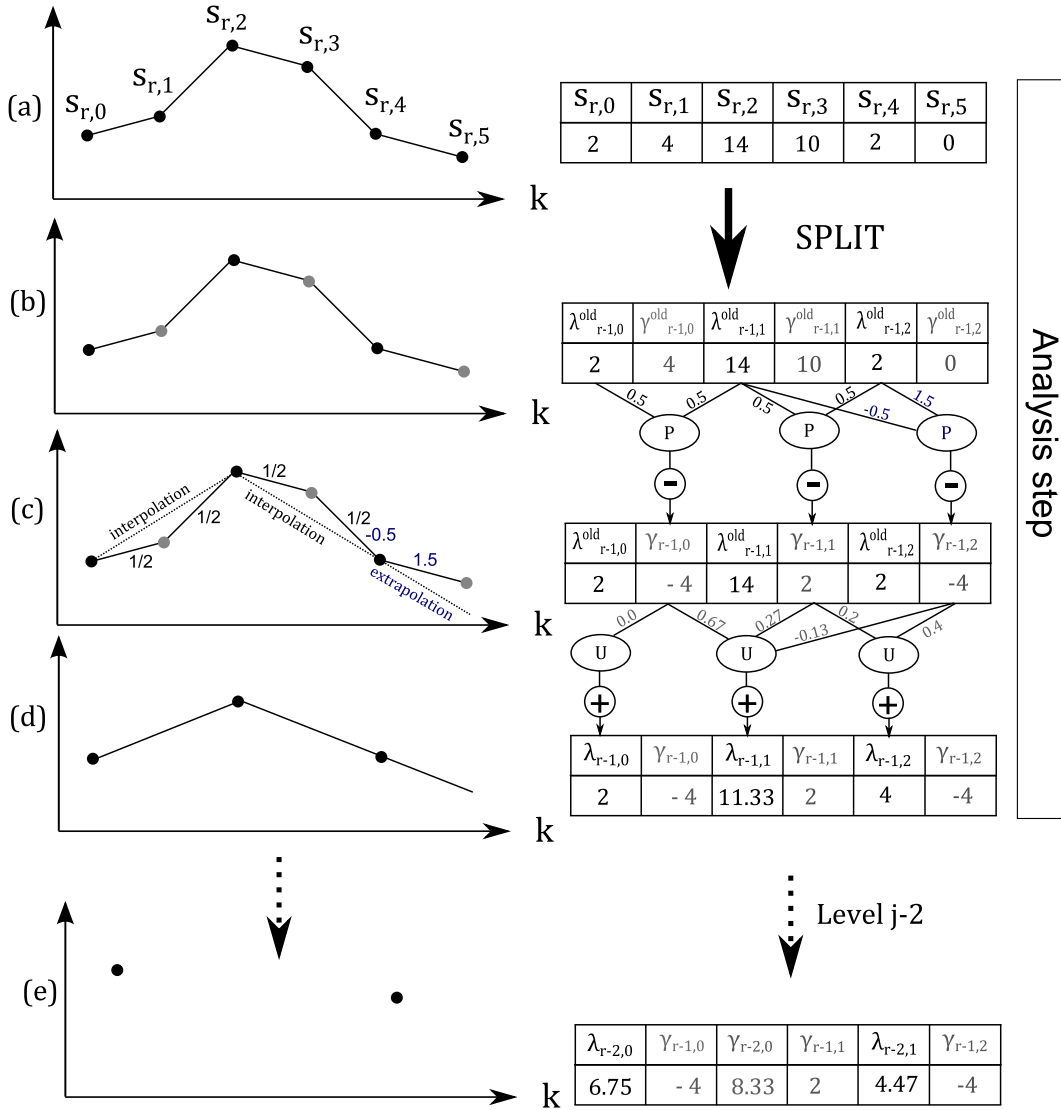 (a)
s_r,0 s_r,1 s_r,2 s_r,3 s_r,4 s_r,5
k
s_r,0 s_r,1 s_r,2 s_r,3 s_r,4 s_r,5
2 4 14 10 2 0
SPLIT
(b)
k
λ^old_r-1,0 γ^old_r-1,0 λ^old_r-1,1 γ^old_r-1,1 λ^old_r-1,2 γ^old_r-1,2
2 4 14 10 2 0
0.5 0.5 0.5 0.5 -0.5 1.5
P P P
- - -
(c)
interpolation 1/2 1/2
1/2 interpolation 1/2
-0.5 1.5
extrapolation
k
λ^old_r-1,0 γ_r-1,0 λ^old_r-1,1 γ_r-1,1 λ^old_r-1,2 γ_r-1,2
2 - 4 14 2 2 -4
0.0 0.67 0.27 -0.13 0.2 0.4
U U U
+ + +
(d)
k
λ_r-1,0 γ_r-1,0 λ_r-1,1 γ_r-1,1 λ_r-1,2 γ_r-1,2
2 - 4 11.33 2 4 -4
Analysis step
Level j-2
(e)
k
λ_r-2,0 γ_r-1,0 γ_r-2,0 γ_r-1,1 λ_r-2,1 γ_r-1,2
6.75 - 4 8.33 2 4.47 -4